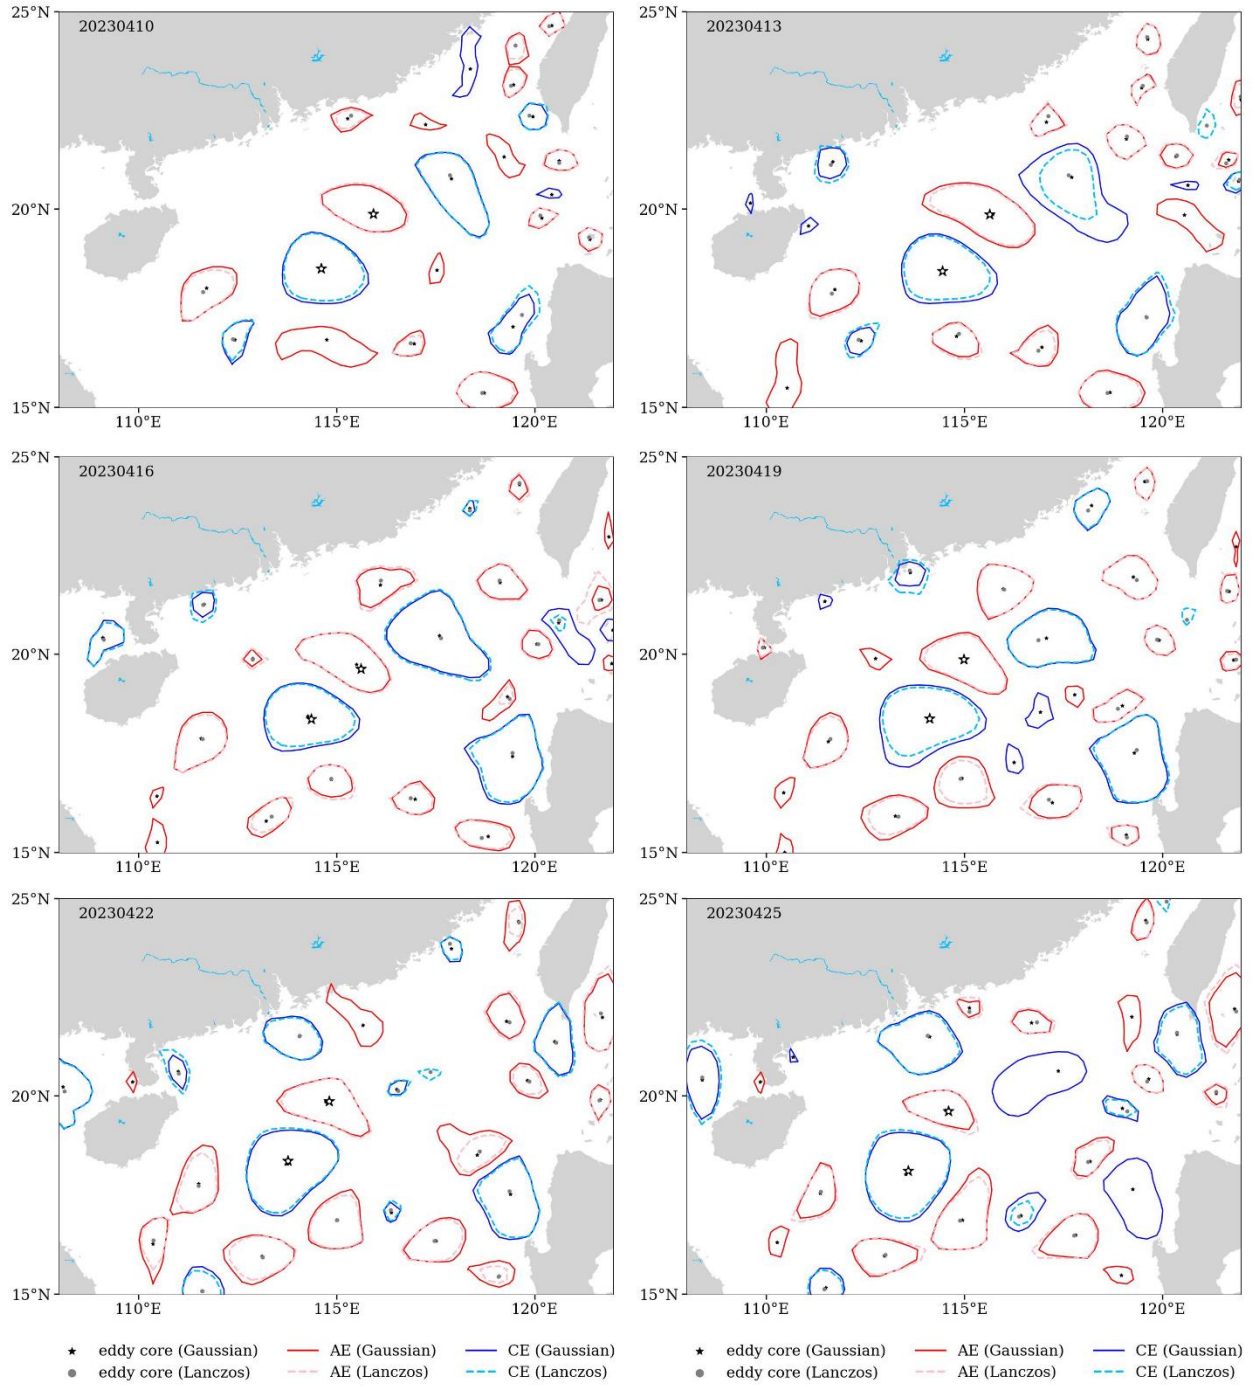 25°N
20230410
20°N
15°N
110°E 115°E 120°E
25°N
20230413
20°N
15°N
110°E 115°E 120°E
25°N
20230416
20°N
15°N
110°E 115°E 120°E
25°N
20230419
20°N
15°N
110°E 115°E 120°E
25°N
20230422
20°N
15°N
110°E 115°E 120°E
25°N
20230425
20°N
15°N
110°E 115°E 120°E
eddy core (Gaussian) AE (Gaussian) CE (Gaussian)
eddy core (Lanczos) AE (Lanczos) CE (Lanczos)
eddy core (Gaussian) AE (Gaussian) CE (Gaussian)
eddy core (Lanczos) AE (Lanczos) CE (Lanczos)